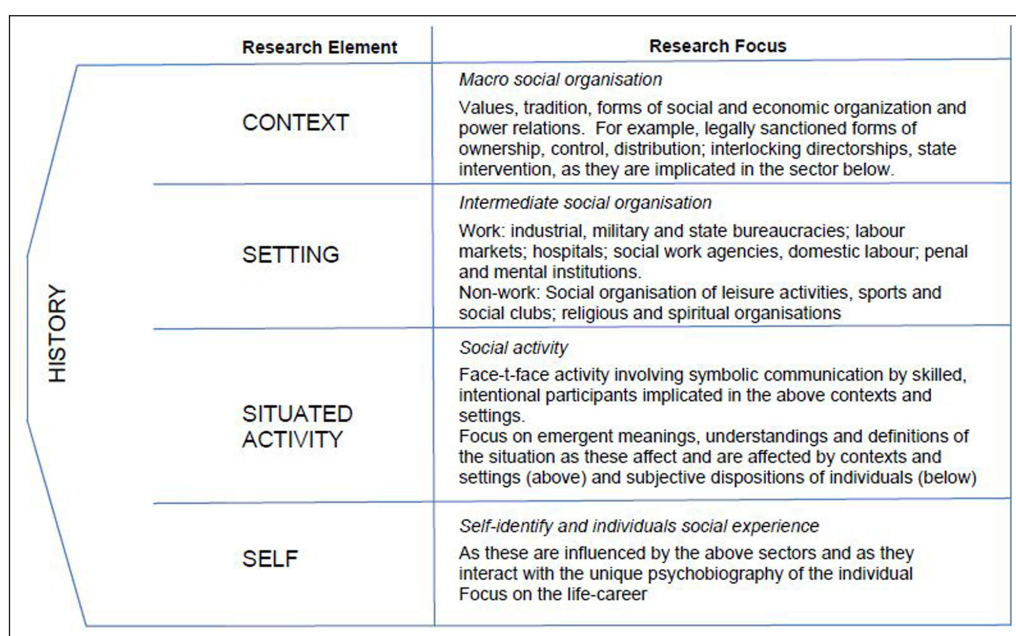 Research Element
Research Focus
HISTORY
CONTEXT
Macro social organisation
Values, tradition, forms of social and economic organization and
power relations. For example, legally sanctioned forms of
ownership, control, distribution; interlocking directorships, state
intervention, as they are implicated in the sector below.
SETTING
Intermediate social organisation
Work: industrial, military and state bureaucracies; labour
markets; hospitals; social work agencies, domestic labour; penal
and mental institutions.
Non-work: Social organisation of leisure activities, sports and
social clubs; religious and spiritual organisations
SITUATED
ACTIVITY
Social activity
Face-t-face activity involving symbolic communication by skilled,
intentional participants implicated in the above contexts and
settings.
Focus on emergent meanings, understandings and definitions of
the situation as these affect and are affected by contexts and
settings (above) and subjective dispositions of individuals (below)
SELF
Self-identify and individuals social experience
As these are influenced by the above sectors and as they
interact with the unique psychobiography of the individual
Focus on the life-career